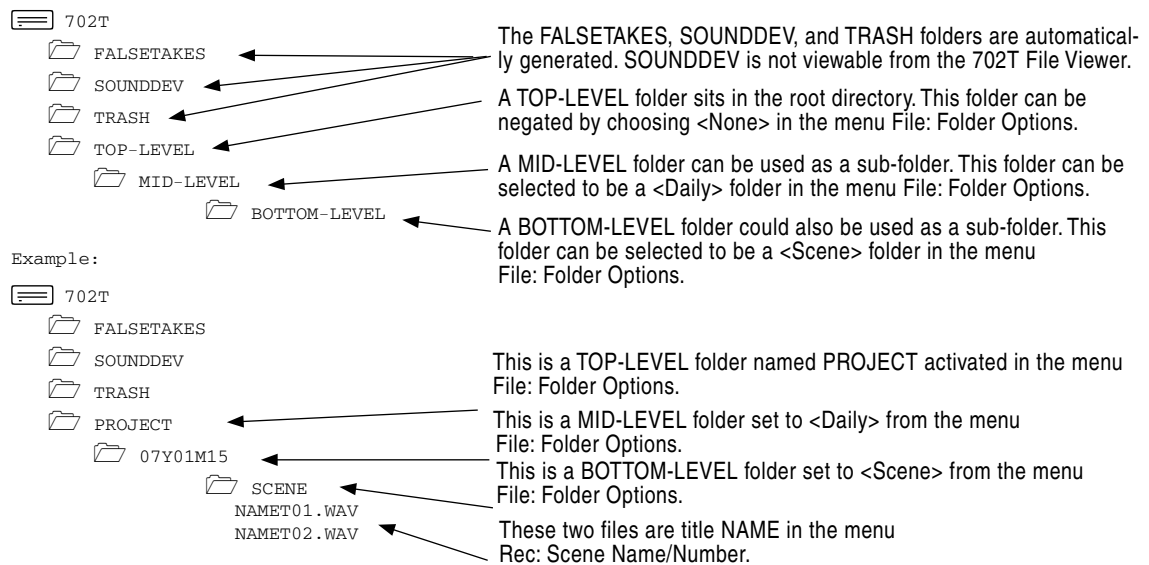 702T
FALSETAKES
SOUNDDEV
TRASH
TOP-LEVEL
MID-LEVEL
BOTTOM-LEVEL
The FALSETAKES, SOUNDDEV, and TRASH folders are automatical-
ly generated. SOUNDDEV is not viewable from the 702T File Viewer.
A TOP-LEVEL folder sits in the root directory. This folder can be
negated by choosing <None> in the menu File: Folder Options.
A MID-LEVEL folder can be used as a sub-folder. This folder can be
selected to be a <Daily> folder in the menu File: Folder Options.
A BOTTOM-LEVEL folder could also be used as a sub-folder. This
folder can be selected to be a <Scene> folder in the menu
File: Folder Options.
Example:
702T
FALSETAKES
SOUNDDEV
TRASH
PROJECT
07Y01M15
SCENE
NAMET01.WAV
NAMET02.WAV
This is a TOP-LEVEL folder named PROJECT activated in the menu
File: Folder Options.
This is a MID-LEVEL folder set to <Daily> from the menu
File: Folder Options.
This is a BOTTOM-LEVEL folder set to <Scene> from the menu
File: Folder Options.
These two files are title NAME in the menu
Rec: Scene Name/Number.